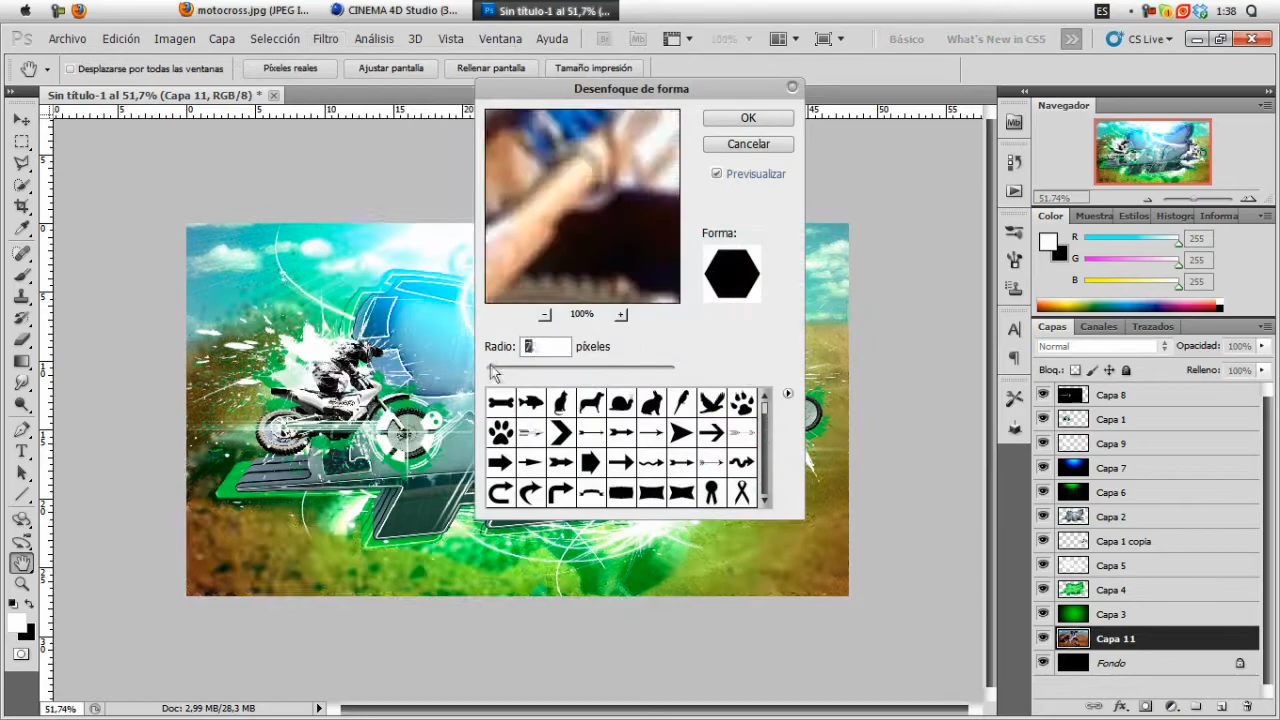 motocross.jpg (JPEG I...
CINEMA 4D Studio (3...
Sin título-1 al 51,7% (...
ES
1:38
Ps
Archivo
Edición
Imagen
Capa
Selección
Filtro
Análisis
3D
Vista
Ventana
Ayuda
Br
Mb
100%
Básico
What's New in CS5
CS Live
Desplazarse por todas las ventanas
Píxeles reales
Ajustar pantalla
Rellenar pantalla
Tamaño impresión
Sin título-1 al 51,7% (Capa 11, RGB/8) *
Desenfoque de forma
OK
Cancelar
Previsualizar
Forma:
100%
Radio: 7 píxeles
Navegador
51.74%
Color
Muestra
Estilos
Histogra
Informa
R 255
G 255
B 255
Capas
Canales
Trazados
Normal
Opacidad: 100%
Bloq.:
Relleno: 100%
Capa 8
Capa 1
Capa 9
Capa 7
Capa 6
Capa 2
Capa 1 copia
Capa 5
Capa 4
Capa 3
Capa 11
Fondo
51,74%
Doc: 2,99 MB/28,3 MB